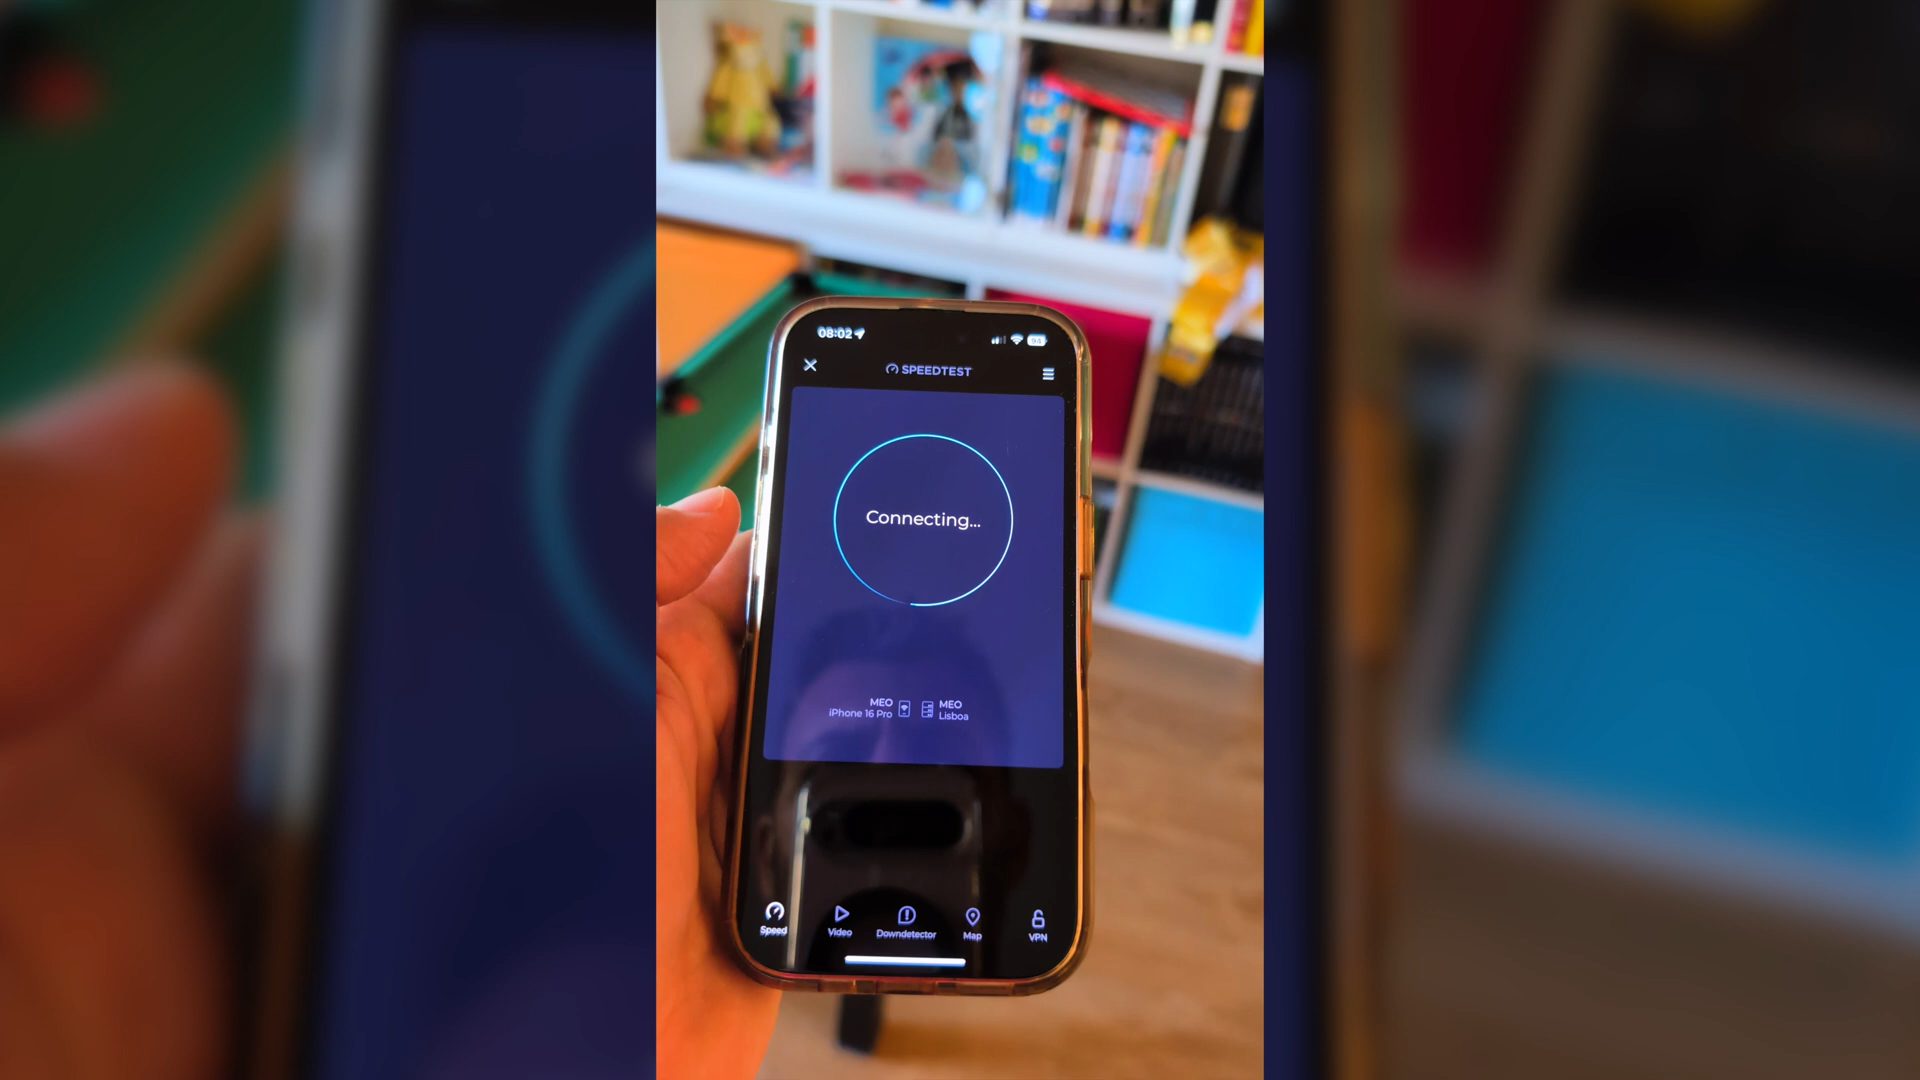 08:02
SPEEDTEST
Connecting...
MEO
iPhone 16 Pro
MEO
Lisboa
Speed
Video
Downdetector
Map
VPN